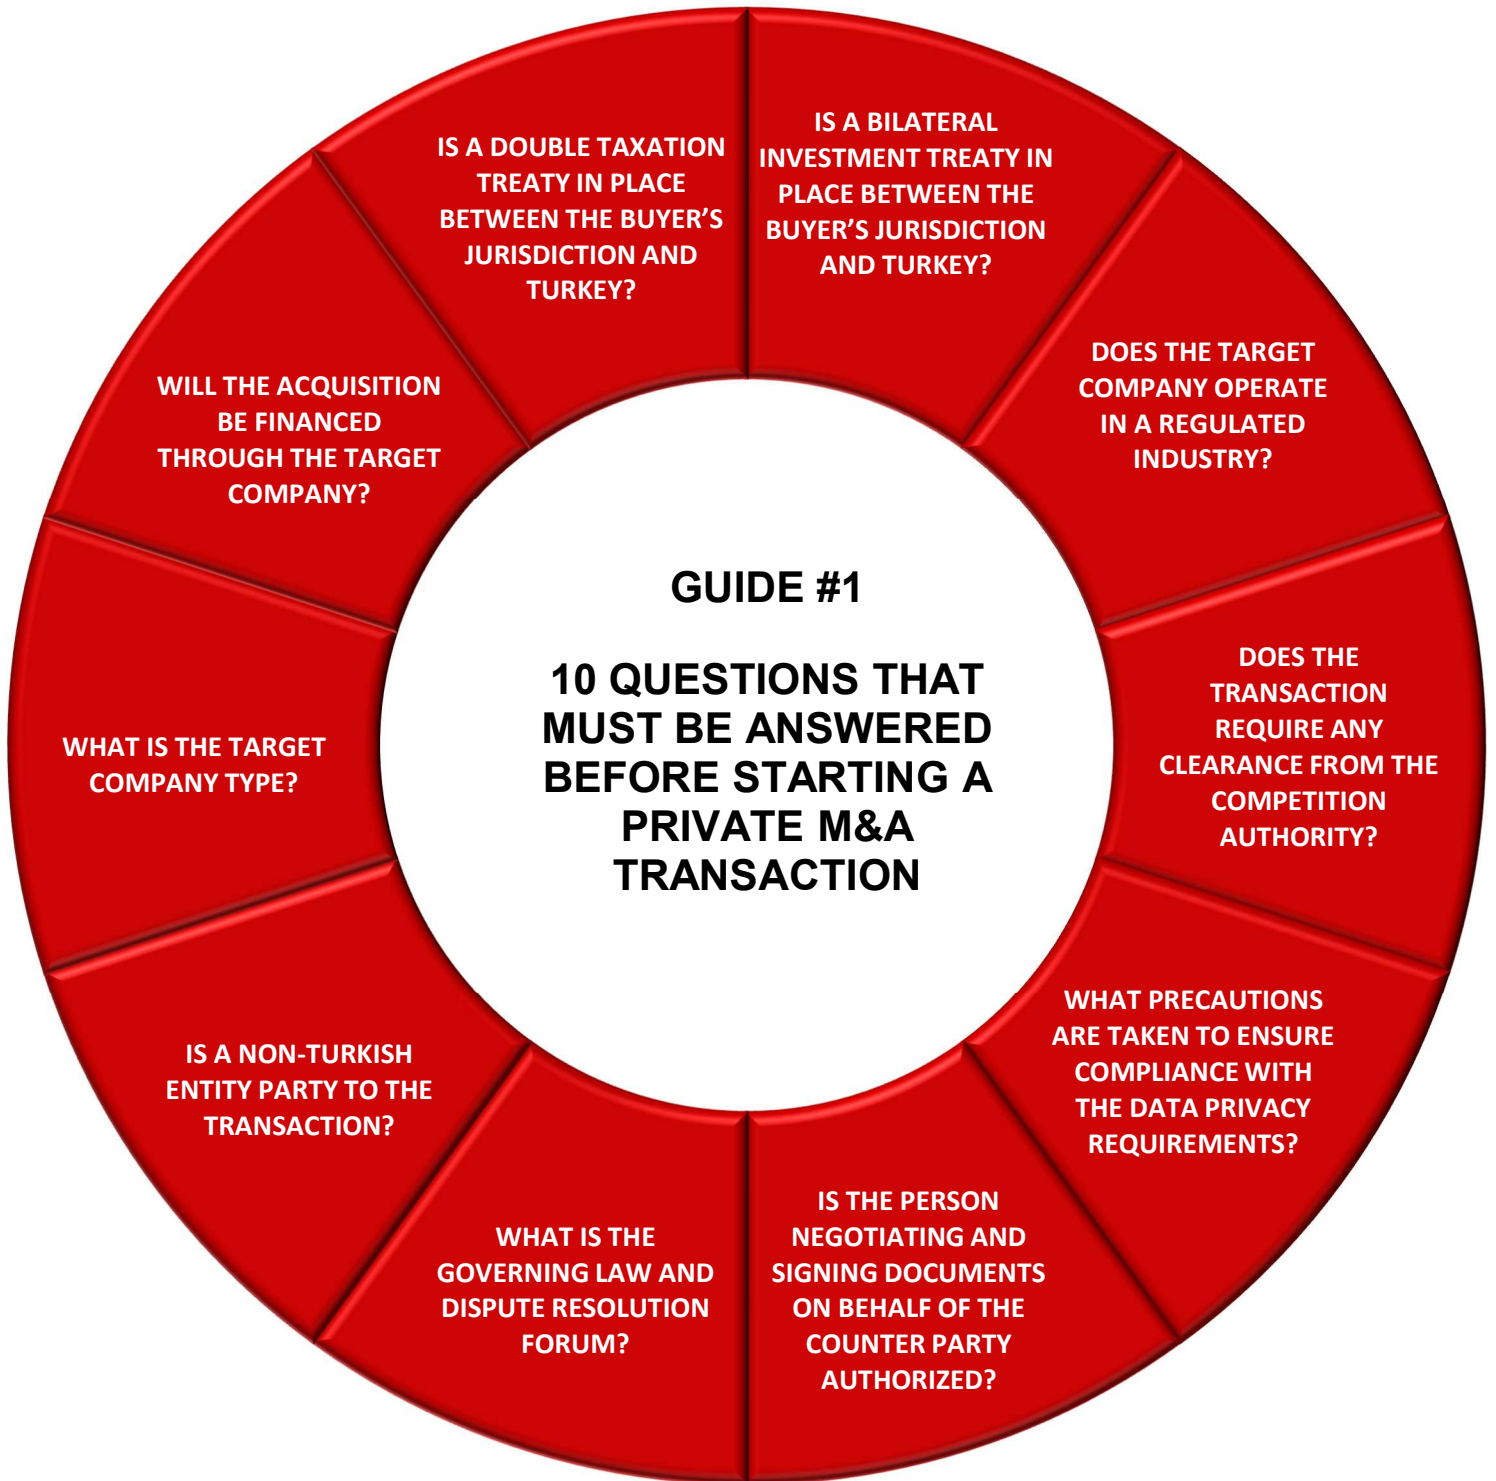 GUIDE #1
10 QUESTIONS THAT
MUST BE ANSWERED
BEFORE STARTING A
PRIVATE M&A
TRANSACTION
IS A BILATERAL
INVESTMENT TREATY IN
PLACE BETWEEN THE
BUYER’S JURISDICTION
AND TURKEY?
DOES THE TARGET
COMPANY OPERATE
IN A REGULATED
INDUSTRY?
DOES THE
TRANSACTION
REQUIRE ANY
CLEARANCE FROM THE
COMPETITION
AUTHORITY?
WHAT PRECAUTIONS
ARE TAKEN TO ENSURE
COMPLIANCE WITH
THE DATA PRIVACY
REQUIREMENTS?
IS THE PERSON
NEGOTIATING AND
SIGNING DOCUMENTS
ON BEHALF OF THE
COUNTER PARTY
AUTHORIZED?
WHAT IS THE
GOVERNING LAW AND
DISPUTE RESOLUTION
FORUM?
IS A NON-TURKISH
ENTITY PARTY TO THE
TRANSACTION?
WHAT IS THE TARGET
COMPANY TYPE?
WILL THE ACQUISITION
BE FINANCED
THROUGH THE TARGET
COMPANY?
IS A DOUBLE TAXATION
TREATY IN PLACE
BETWEEN THE BUYER’S
JURISDICTION AND
TURKEY?